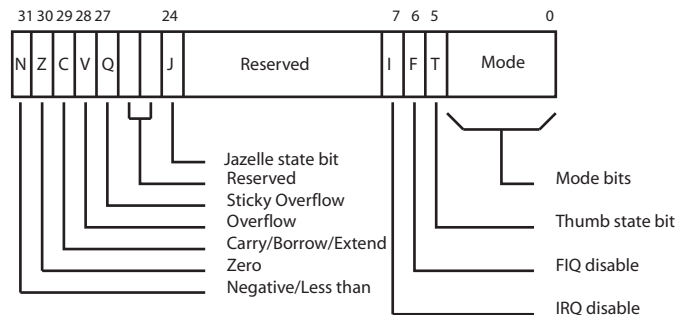 31 30 29 28 27 24 7 6 5 0
N Z C V Q J Reserved I F T Mode
Jazelle state bit
Reserved Mode bits
Sticky Overflow
Overflow Thumb state bit
Carry/Borrow/Extend
Zero FIQ disable
Negative/Less than
IRQ disable